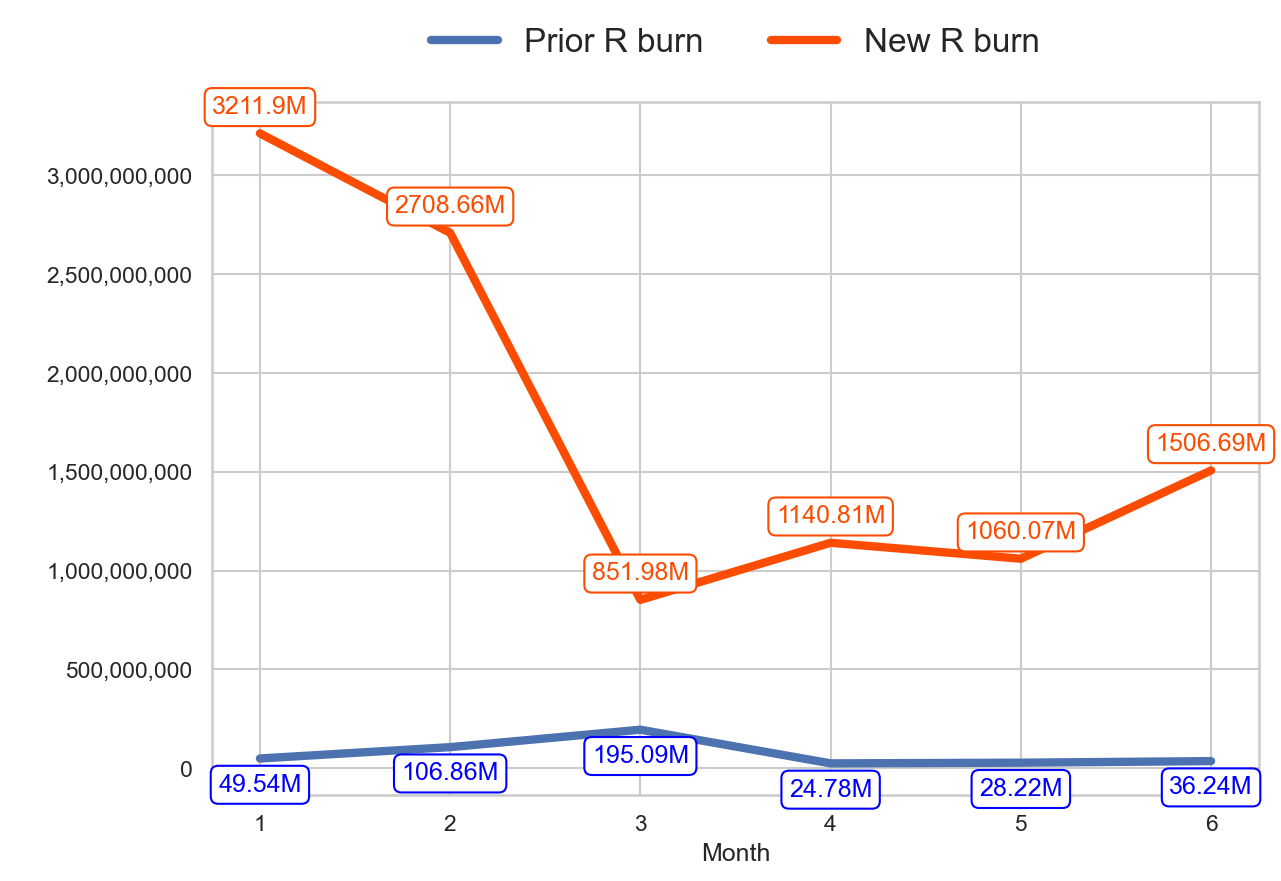 Prior R burn New R burn
3211.9M
3,000,000,000
2708.66M
2,500,000,000
2,000,000,000
1,500,000,000
1506.69M
1140.81M
1060.07M
1,000,000,000
851.98M
500,000,000
0
49.54M 106.86M 195.09M 24.78M 28.22M 36.24M
1 2 3 4 5 6
Month